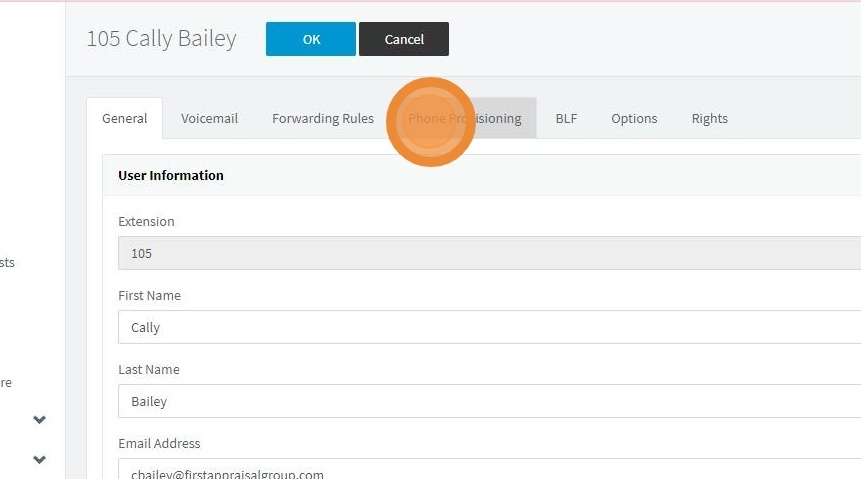 105 Cally Bailey
OK
Cancel
General
Voicemail
Forwarding Rules
Phone Provisioning
BLF
Options
Rights
User Information
Extension
105
First Name
Cally
Last Name
Bailey
Email Address
cbailey@firstappraisalgroup.com
sts
re